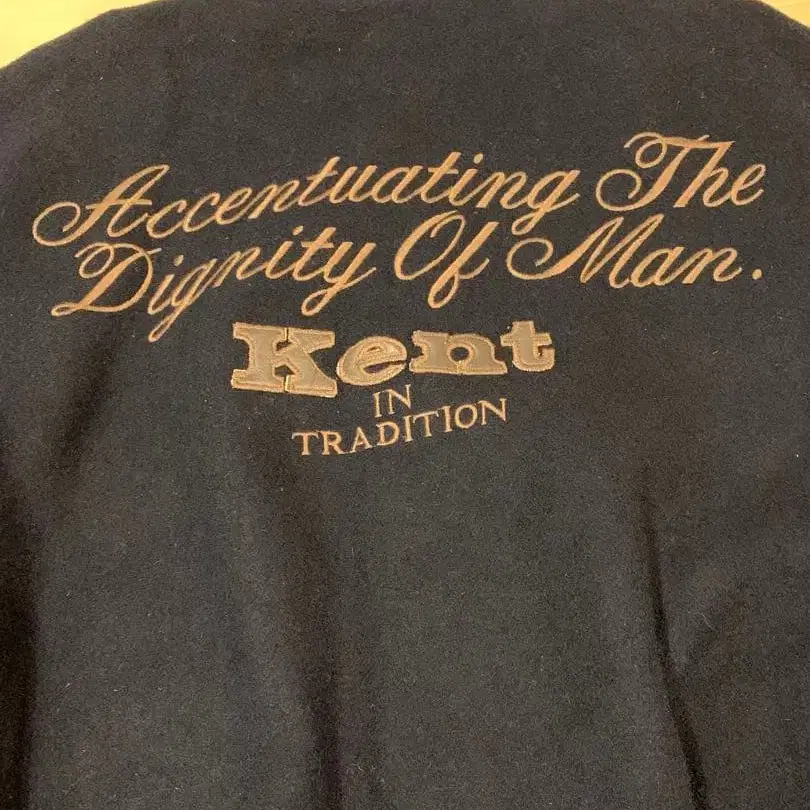 Accentuating The
Dignity Of Man.
Kent
IN
TRADITION